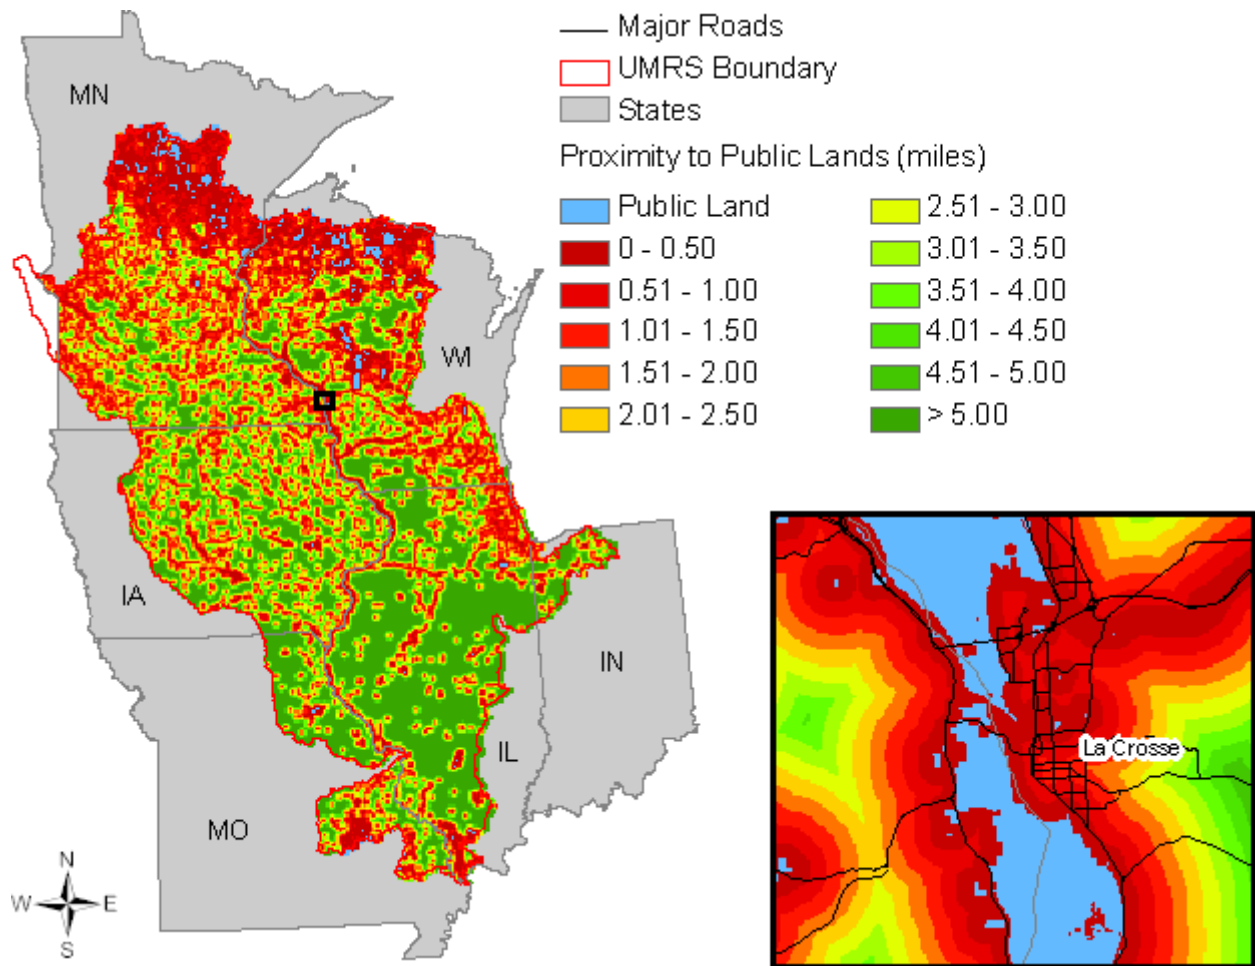 Major Roads
UMRS Boundary
States
Proximity to Public Lands (miles)
Public Land
0 - 0.50
0.51 - 1.00
1.01 - 1.50
1.51 - 2.00
2.01 - 2.50
2.51 - 3.00
3.01 - 3.50
3.51 - 4.00
4.01 - 4.50
4.51 - 5.00
> 5.00
MN
WI
IA
IN
IL
MO
N
W E
S
La Crosse